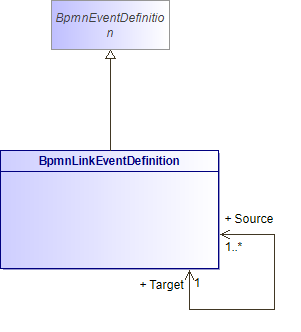 BpmnEventDefinitio
n
BpmnLinkEventDefinition
+ Source
1..*
+ Target
1